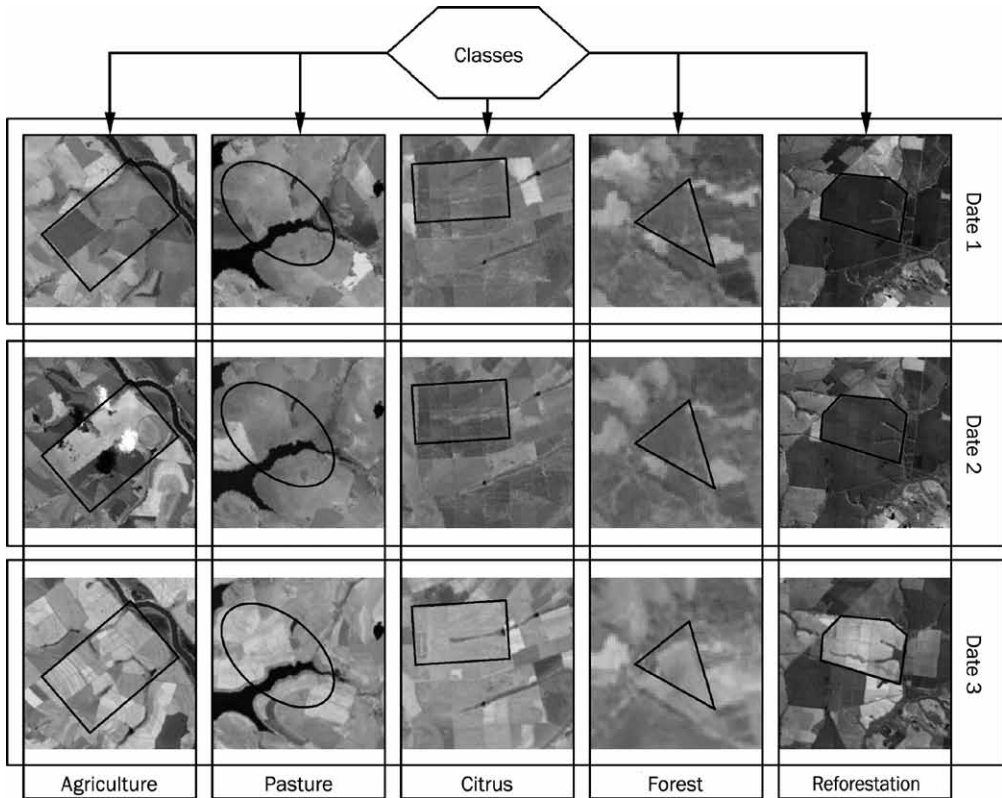 Classes
Date 1
Date 2
Date 3
Agriculture
Pasture
Citrus
Forest
Reforestation